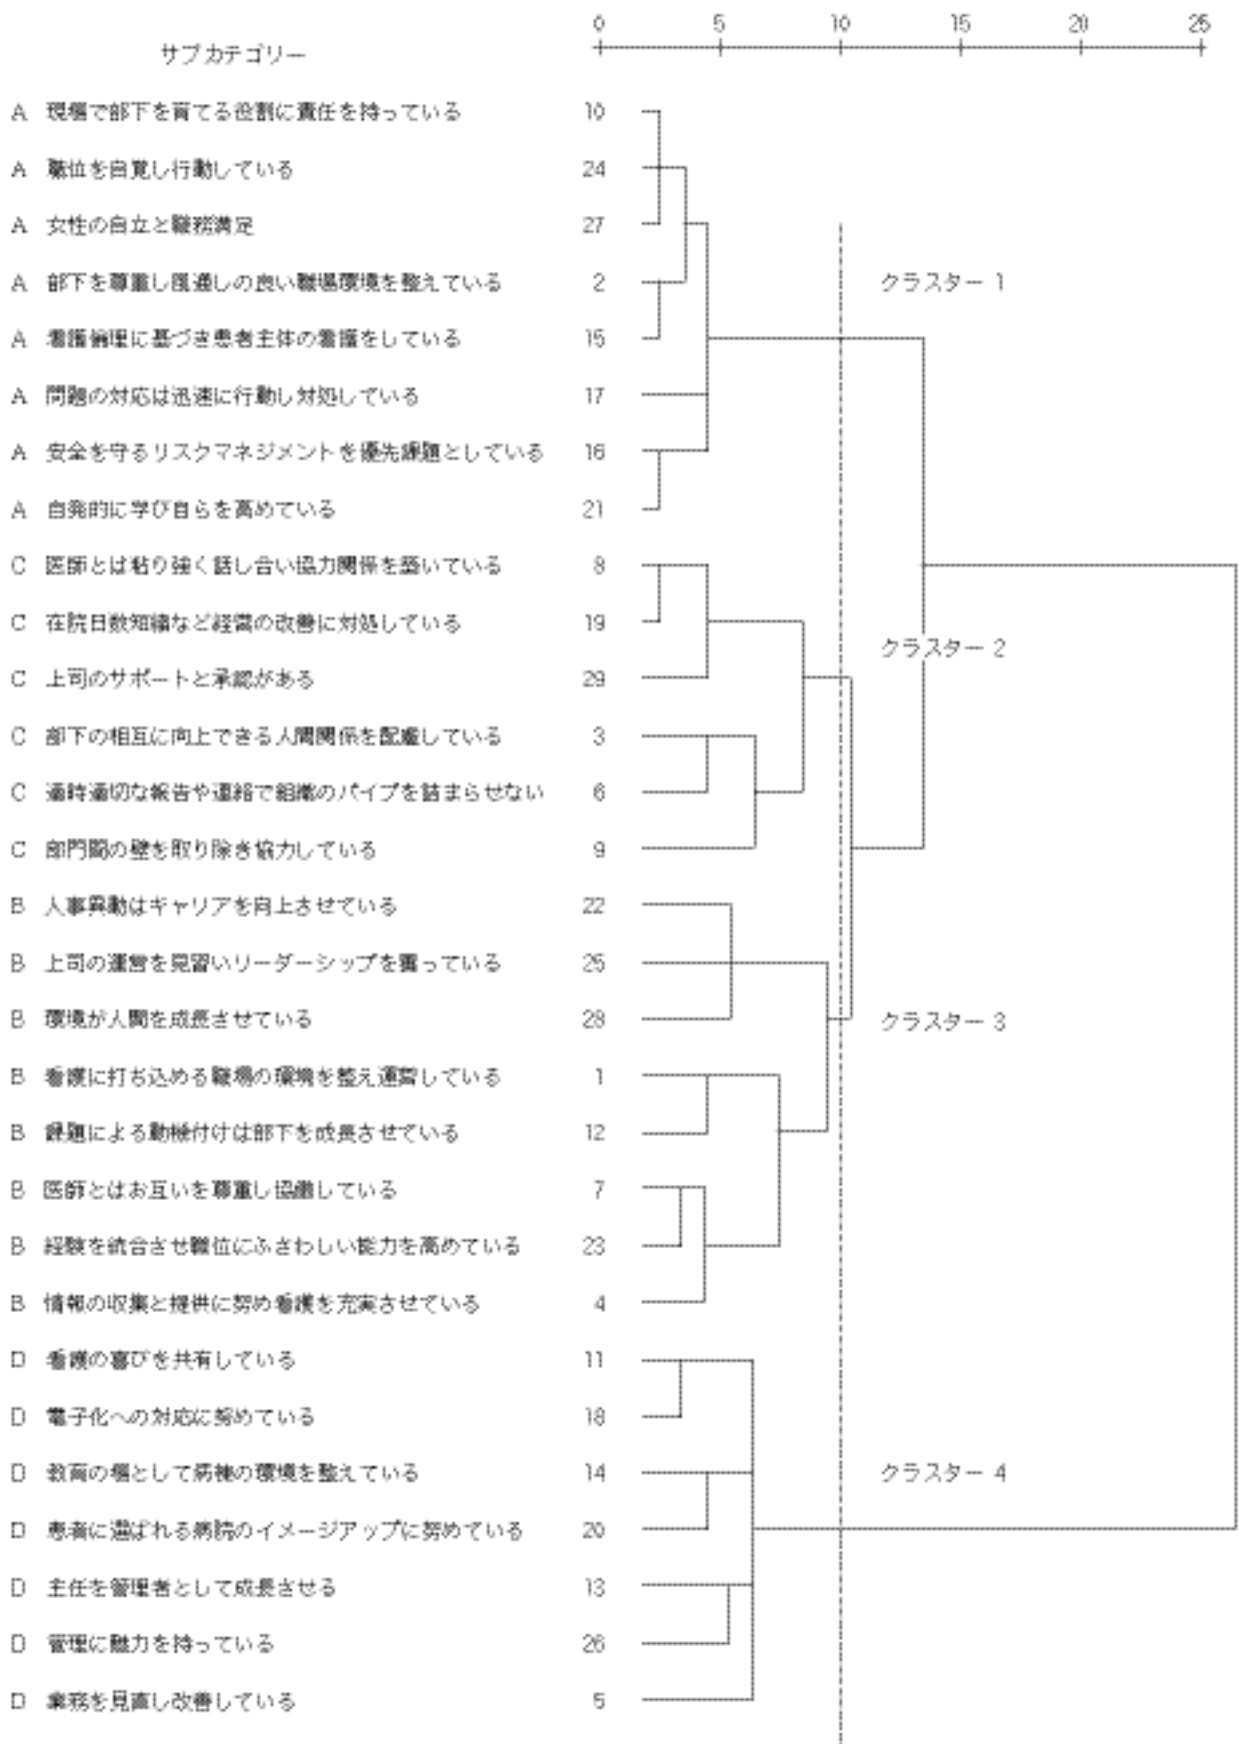 0 5 10 15 20 25
サブカテゴリー
A 現場で部下を育てる役割に責任を持っている 10
A 職位を自覚し行動している 24
A 女性の自立と職務満足 27
A 部下を尊重し風通しの良い職場環境を整えている 2
クラスター 1
A 看護倫理に基づき患者主体の看護をしている 15
A 問題の対応は迅速に行動し対処している 17
A 安全を守るリスクマネジメントを優先課題としている 16
A 自発的に学び自らを高めている 21
C 医師とは粘り強く話し合い協力関係を築いている 8
C 在院日数短縮など経営の改善に対処している 19
クラスター 2
C 上司のサポートと承認がある 29
C 部下の相互に向上できる人間関係を配慮している 3
C 適時適切な報告や連絡で組織のパイプを詰まらせない 6
C 部門間の壁を取り除き協力している 9
B 人事異動はキャリアを向上させている 22
B 上司の運営を見習いリーダーシップを養っている 25
B 環境が人間を成長させている 28
クラスター 3
B 看護に打ち込める職場の環境を整え運営している 1
B 課題による動機付けは部下を成長させている 12
B 医師とはお互いを尊重し協働している 7
B 経験を統合させ職位にふさわしい能力を高めている 23
B 情報の収集と提供に努め看護を充実させている 4
D 看護の喜びを共有している 11
D 電子化への対応に努めている 18
D 教育の場として病棟の環境を整えている 14
クラスター 4
D 患者に選ばれる病院のイメージアップに努めている 20
D 主任を管理者として成長させる 13
D 管理に魅力を持っている 26
D 業務を見直し改善している 5